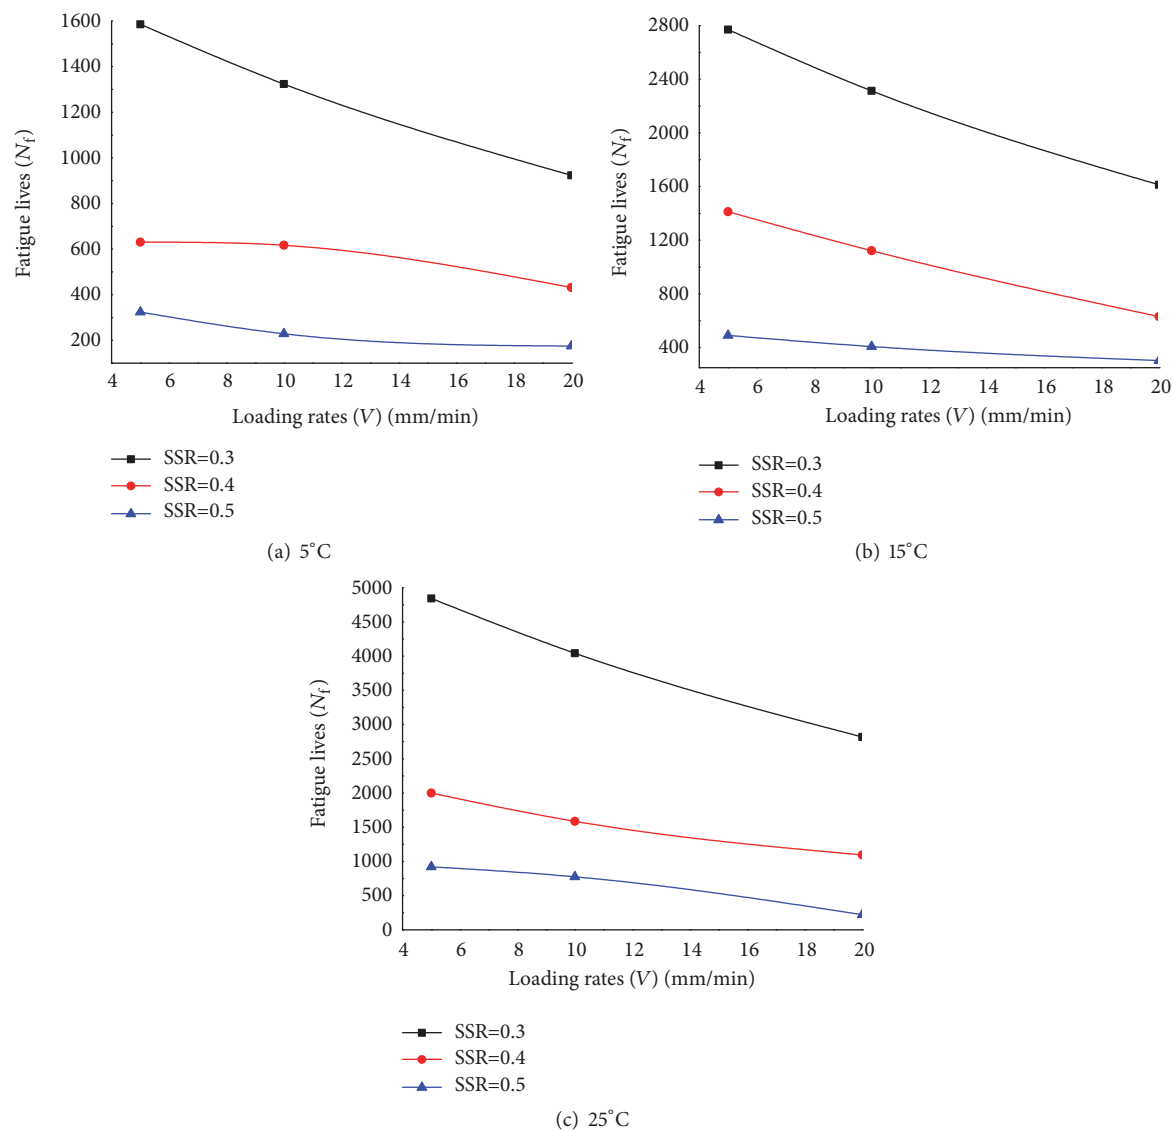 1600
1400
1200
1000
800
600
400
200
Fatigue lives (Nf)
4 6 8 10 12 14 16 18 20
Loading rates (V) (mm/min)
SSR=0.3
SSR=0.4
SSR=0.5
(a) 5°C
2800
2400
2000
1600
1200
800
400
Fatigue lives (Nf)
4 6 8 10 12 14 16 18 20
Loading rates (V) (mm/min)
SSR=0.3
SSR=0.4
SSR=0.5
(b) 15°C
5000
4500
4000
3500
3000
2500
2000
1500
1000
500
0
Fatigue lives (Nf)
4 6 8 10 12 14 16 18 20
Loading rates (V) (mm/min)
SSR=0.3
SSR=0.4
SSR=0.5
(c) 25°C